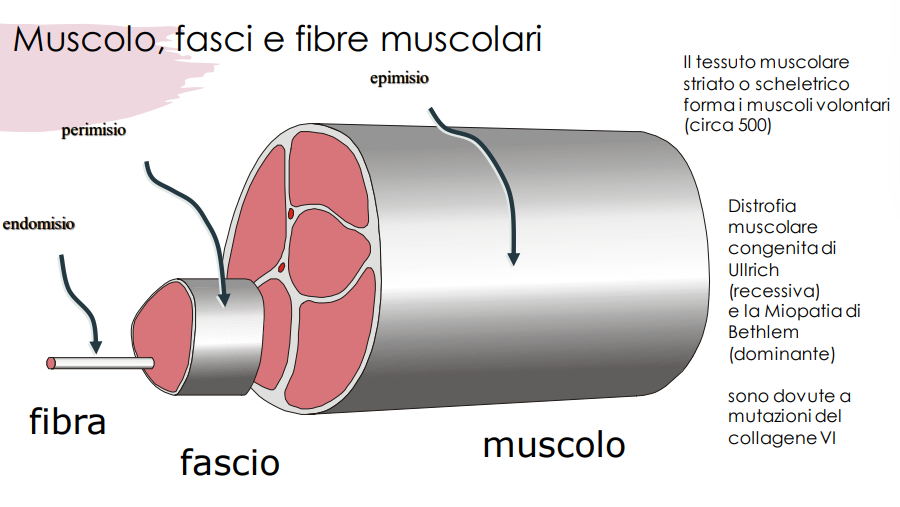 Muscolo, fasci e fibre muscolari
epimisio
Il tessuto muscolare
striato o scheletrico
forma i muscoli volontari
(circa 500)
perimisio
endomisio
Distrofia
muscolare
congenita di
Ullrich
(recessiva)
e la Miopatia di
Bethlem
(dominante)
sono dovute a
mutazioni del
collagene VI
fibra
fascio
muscolo